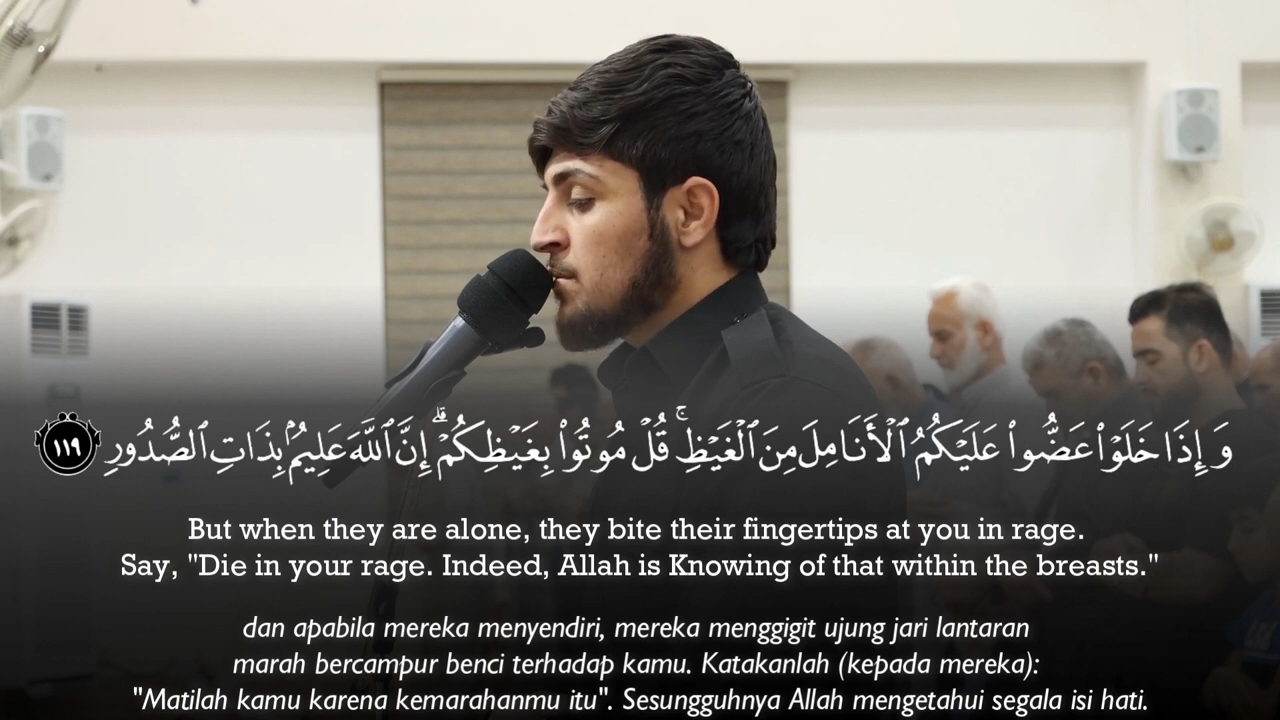 وَإِذَا خَلَوْا۟ عَضُّوا۟ عَلَيْكُمُ ٱلْأَنَامِلَ مِنَ ٱلْغَيْظِ ۚ قُلْ مُوتُوا۟ بِغَيْظِكُمْ ۗ إِنَّ ٱللَّهَ عَلِيمٌۢ بِذَاتِ ٱلصُّدُورِ ١١٩
But when they are alone, they bite their fingertips at you in rage.
Say, "Die in your rage. Indeed, Allah is Knowing of that within the breasts."
dan apabila mereka menyendiri, mereka menggigit ujung jari lantaran
marah bercampur benci terhadap kamu. Katakanlah (kepada mereka):
"Matilah kamu karena kemarahanmu itu". Sesungguhnya Allah mengetahui segala isi hati.